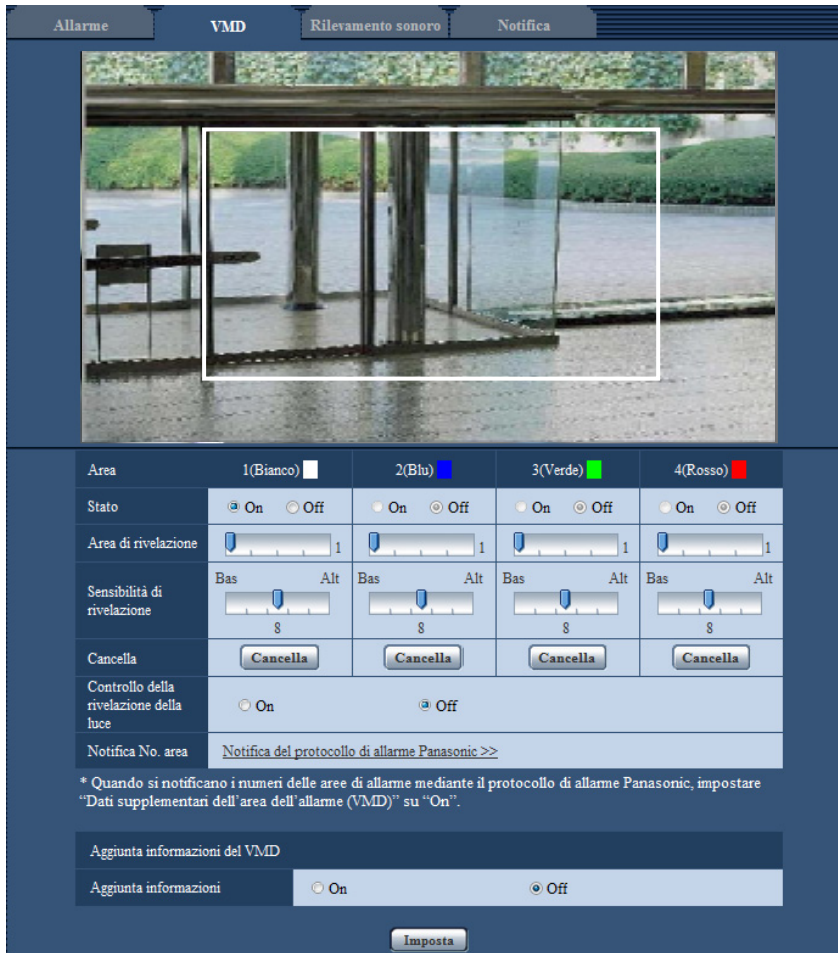 Allarme VMD Rilevamento sonoro Notifica
Area 1(Bianco) 2(Blu) 3(Verde) 4(Rosso)
Stato On Off On Off On Off On Off
Area di rivelazione 1 1 1 1
Sensibilità di rivelazione Bas Alt Bas Alt Bas Alt Bas Alt
8 8 8 8
Cancella Cancella Cancella Cancella Cancella
Controllo della
rivelazione della
luce
On Off
Notifica No. area Notifica del protocollo di allarme Panasonic >>
* Quando si notificano i numeri delle aree di allarme mediante il protocollo di allarme Panasonic, impostare
“Dati supplementari dell’area dell’allarme (VMD)” su “On”.
Aggiunta informazioni del VMD
Aggiunta informazioni On Off
Imposta